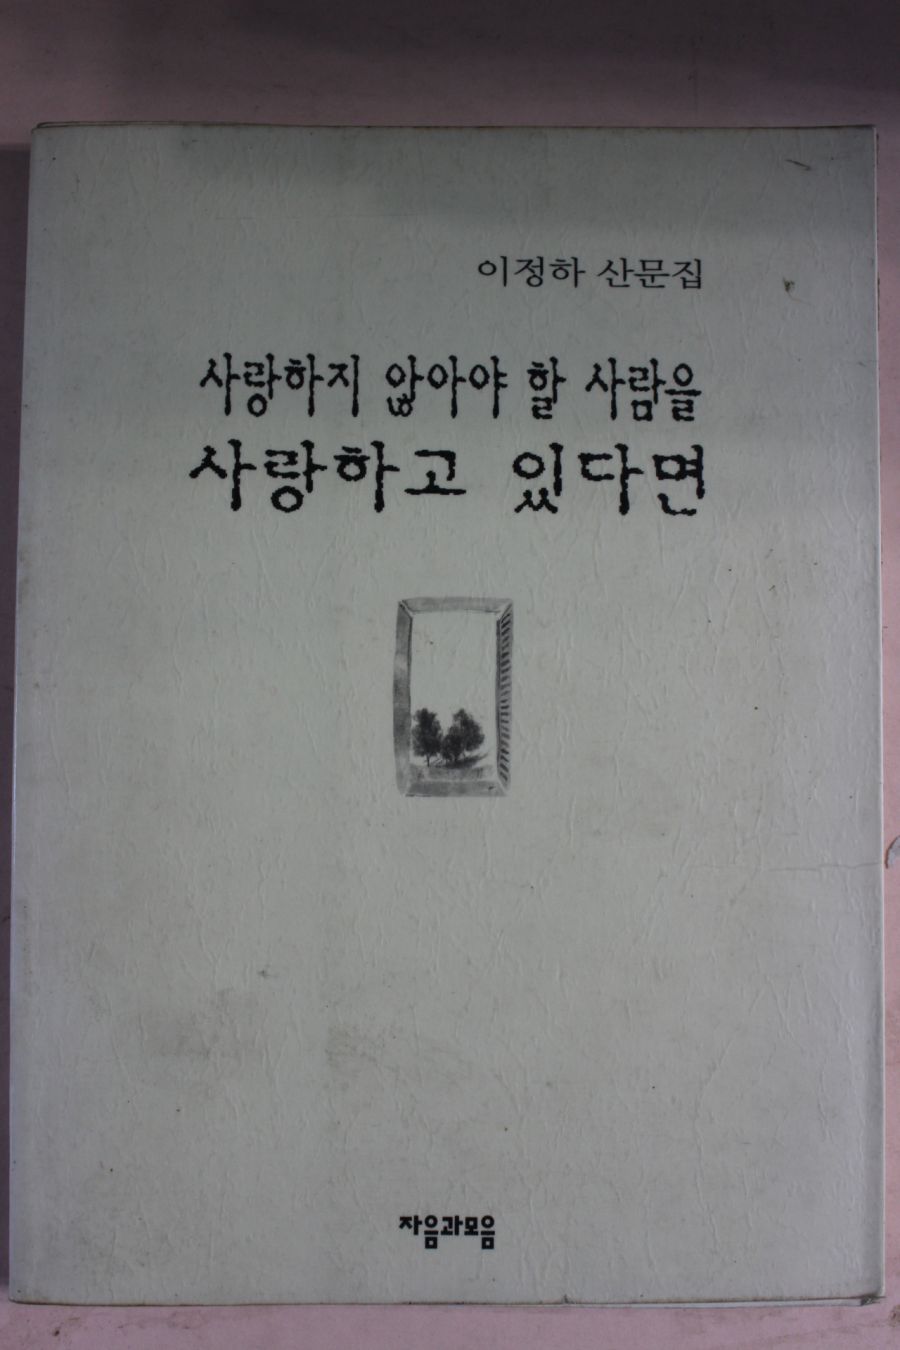 이정하 산문집
사랑하지 않아야 할 사람을
사랑하고 있다면
자음과모음